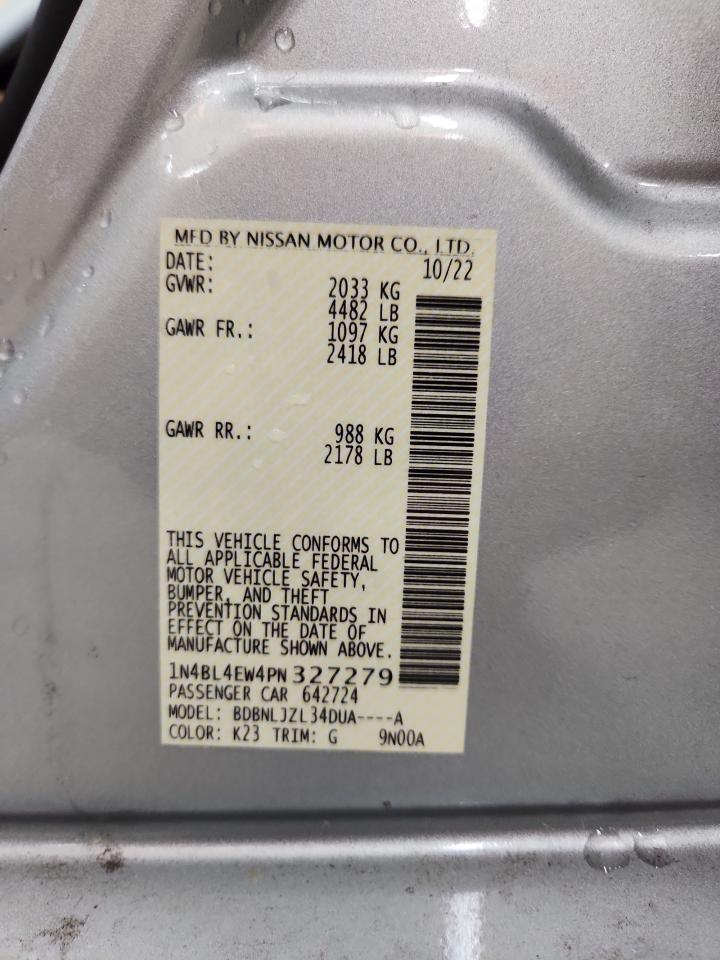 MFD BY NISSAN MOTOR CO., LTD.
DATE: 10/22
GVWR: 2033 KG
4482 LB
GAWR FR.: 1097 KG
2418 LB
GAWR RR.: 988 KG
2178 LB
THIS VEHICLE CONFORMS TO
ALL APPLICABLE FEDERAL
MOTOR VEHICLE SAFETY,
BUMPER, AND THEFT
PREVENTION STANDARDS IN
EFFECT ON THE DATE OF
MANUFACTURE SHOWN ABOVE.
1N4BL4EW4PN327279
PASSENGER CAR 642724
MODEL: BDBNLJZL34DUA----A
COLOR: K23 TRIM: G 9N00A